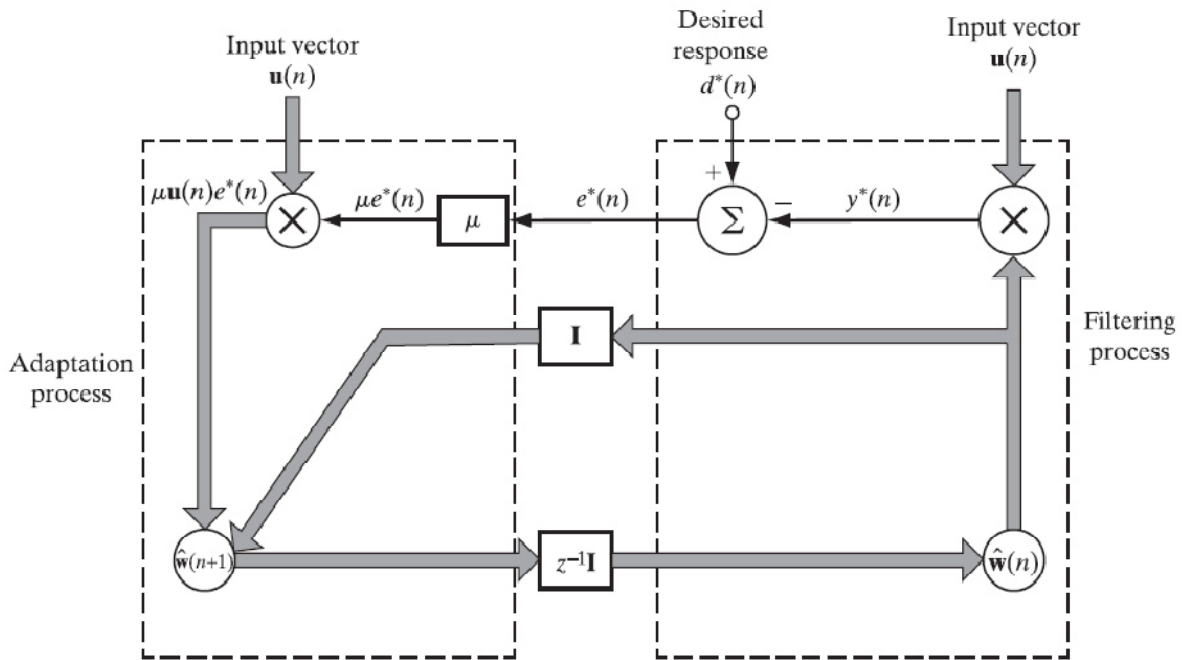 Input vector
u(n)
Desired
response
d*(n)
Input vector
u(n)
μu(n)e*(n)
×
μe*(n)
μ
e*(n)
+
Σ
−
y*(n)
×
I
Adaptation
process
Filtering
process
ŵ(n+1)
z⁻¹I
ŵ(n)